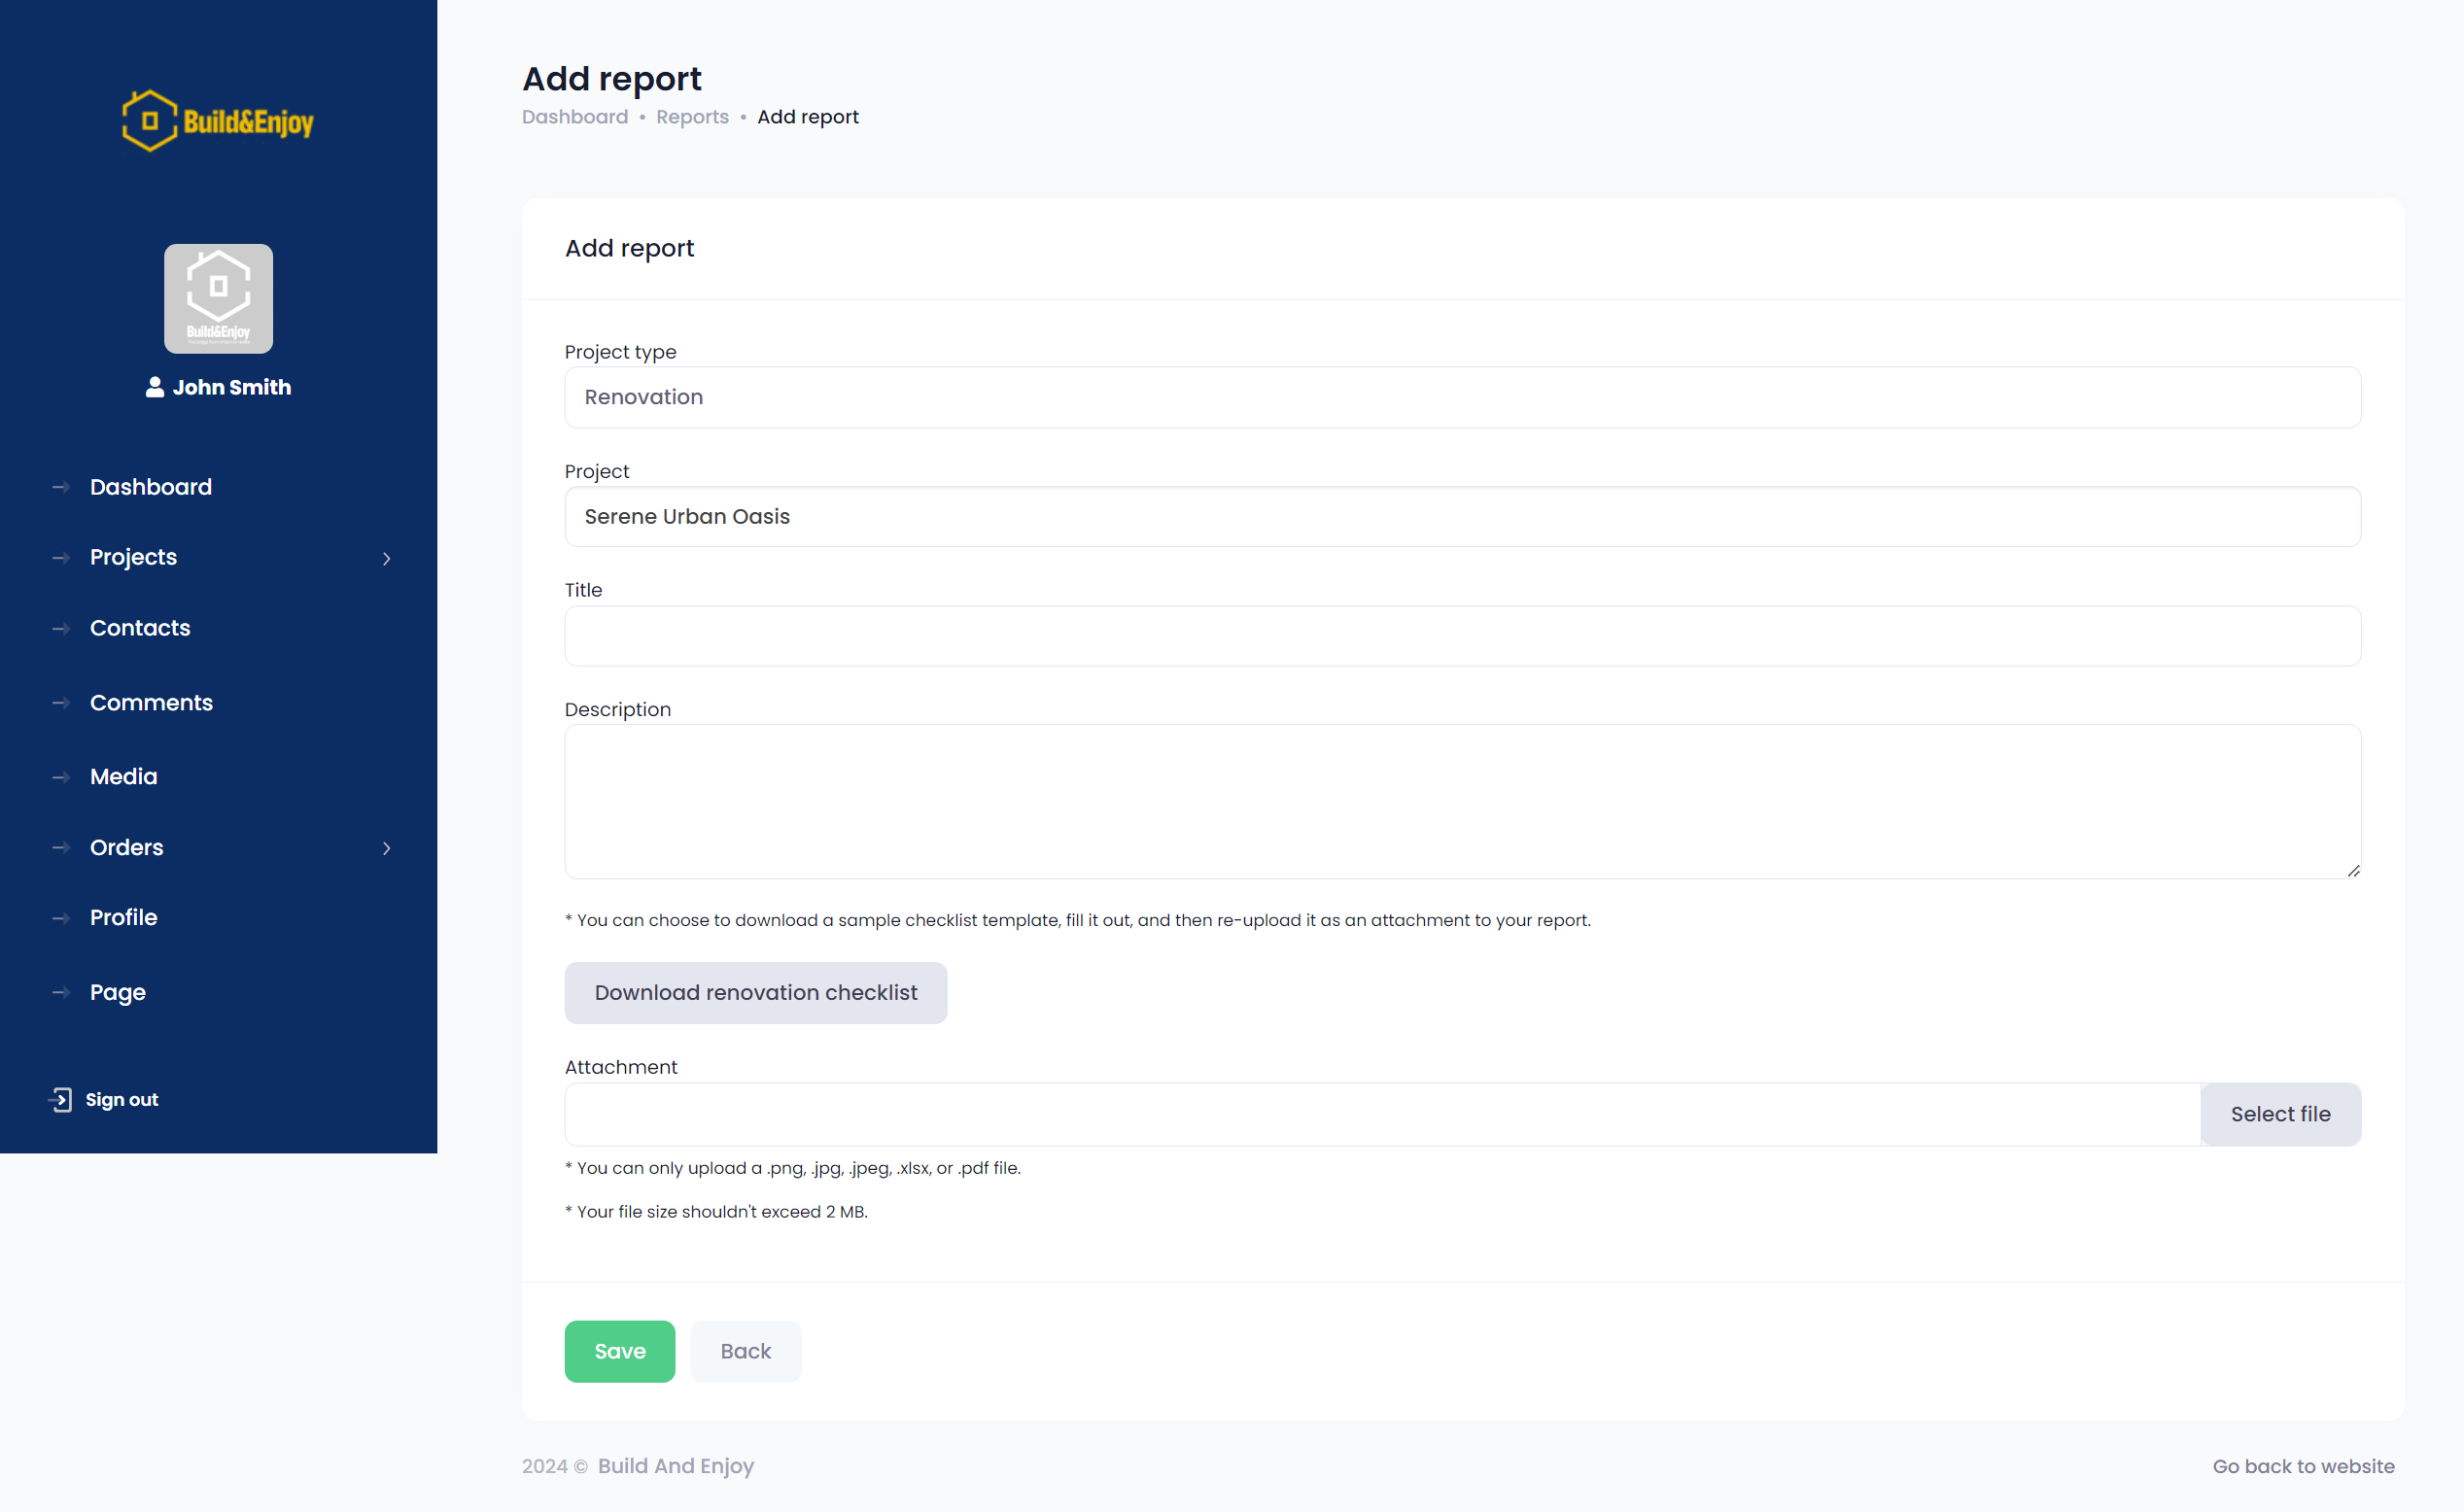 Build&Enjoy
Build&Enjoy
John Smith
Dashboard
Projects
Contacts
Comments
Media
Orders
Profile
Page
Sign out
Add report
Dashboard • Reports • Add report
Add report
Project type
Renovation
Project
Serene Urban Oasis
Title
Description
* You can choose to download a sample checklist template, fill it out, and then re-upload it as an attachment to your report.
Download renovation checklist
Attachment
Select file
* You can only upload a .png, .jpg, .jpeg, .xlsx, or .pdf file.
* Your file size shouldn't exceed 2 MB.
Save Back
2024 © Build And Enjoy
Go back to website